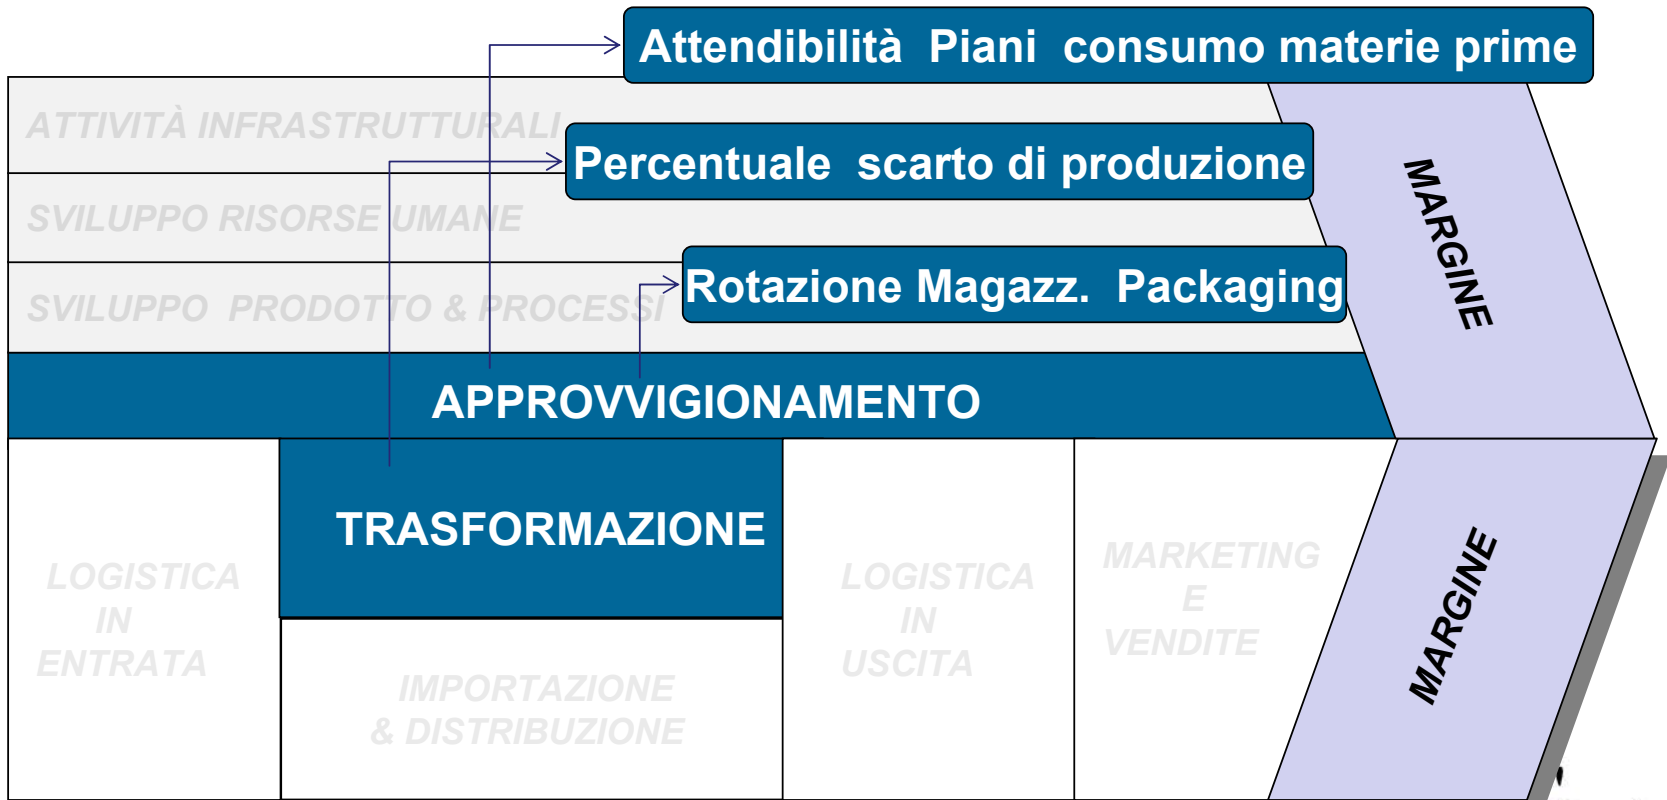 Attendibilità Piani consumo materie prime
ATTIVITÀ INFRASTRUTTURALI
Percentuale scarto di produzione
SVILUPPO RISORSE UMANE
Rotazione Magazz. Packaging
SVILUPPO PRODOTTO & PROCESSI
MARGINE
APPROVVIGIONAMENTO
TRASFORMAZIONE
LOGISTICA
IN
ENTRATA
IMPORTAZIONE
& DISTRIBUZIONE
LOGISTICA
IN
USCITA
MARKETING
E
VENDITE
MARGINE